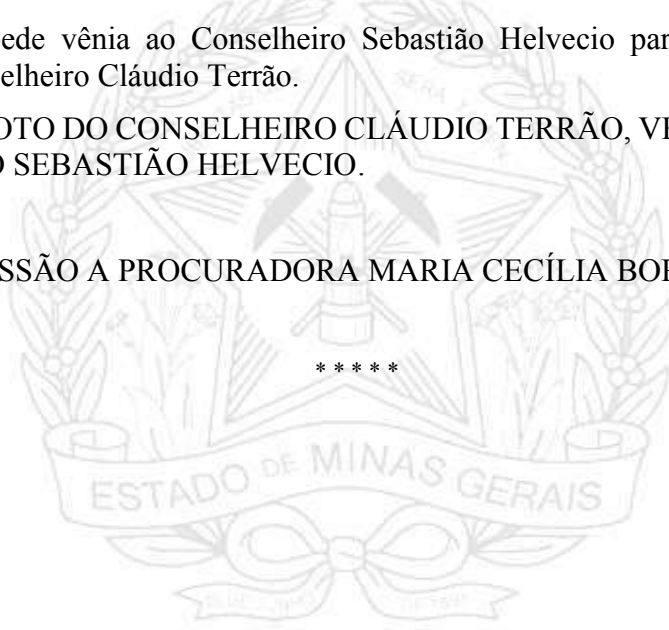 ede vênia ao Conselheiro Sebastião Helvecio par
elheiro Cláudio Terrão.
OTO DO CONSELHEIRO CLÁUDIO TERRÃO, VE
O SEBASTIÃO HELVECIO.
SSÃO A PROCURADORA MARIA CECÍLIA BOR
* * * * *
ESTADO DE MINAS GERAIS